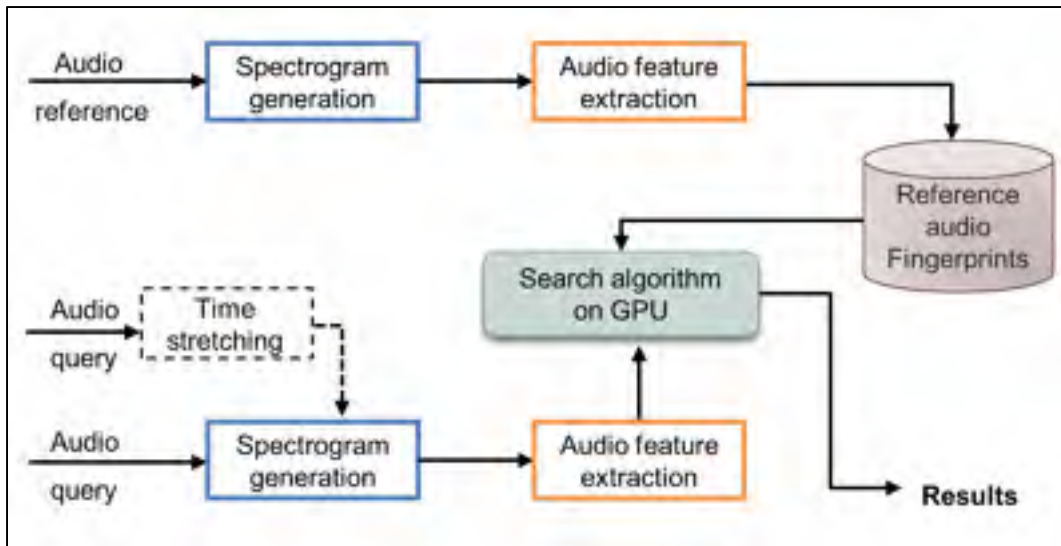 Audio
reference
Spectrogram
generation
Audio feature
extraction
Reference
audio
Fingerprints
Search algorithm
on GPU
Audio
query
Time
stretching
Audio
query
Spectrogram
generation
Audio feature
extraction
Results